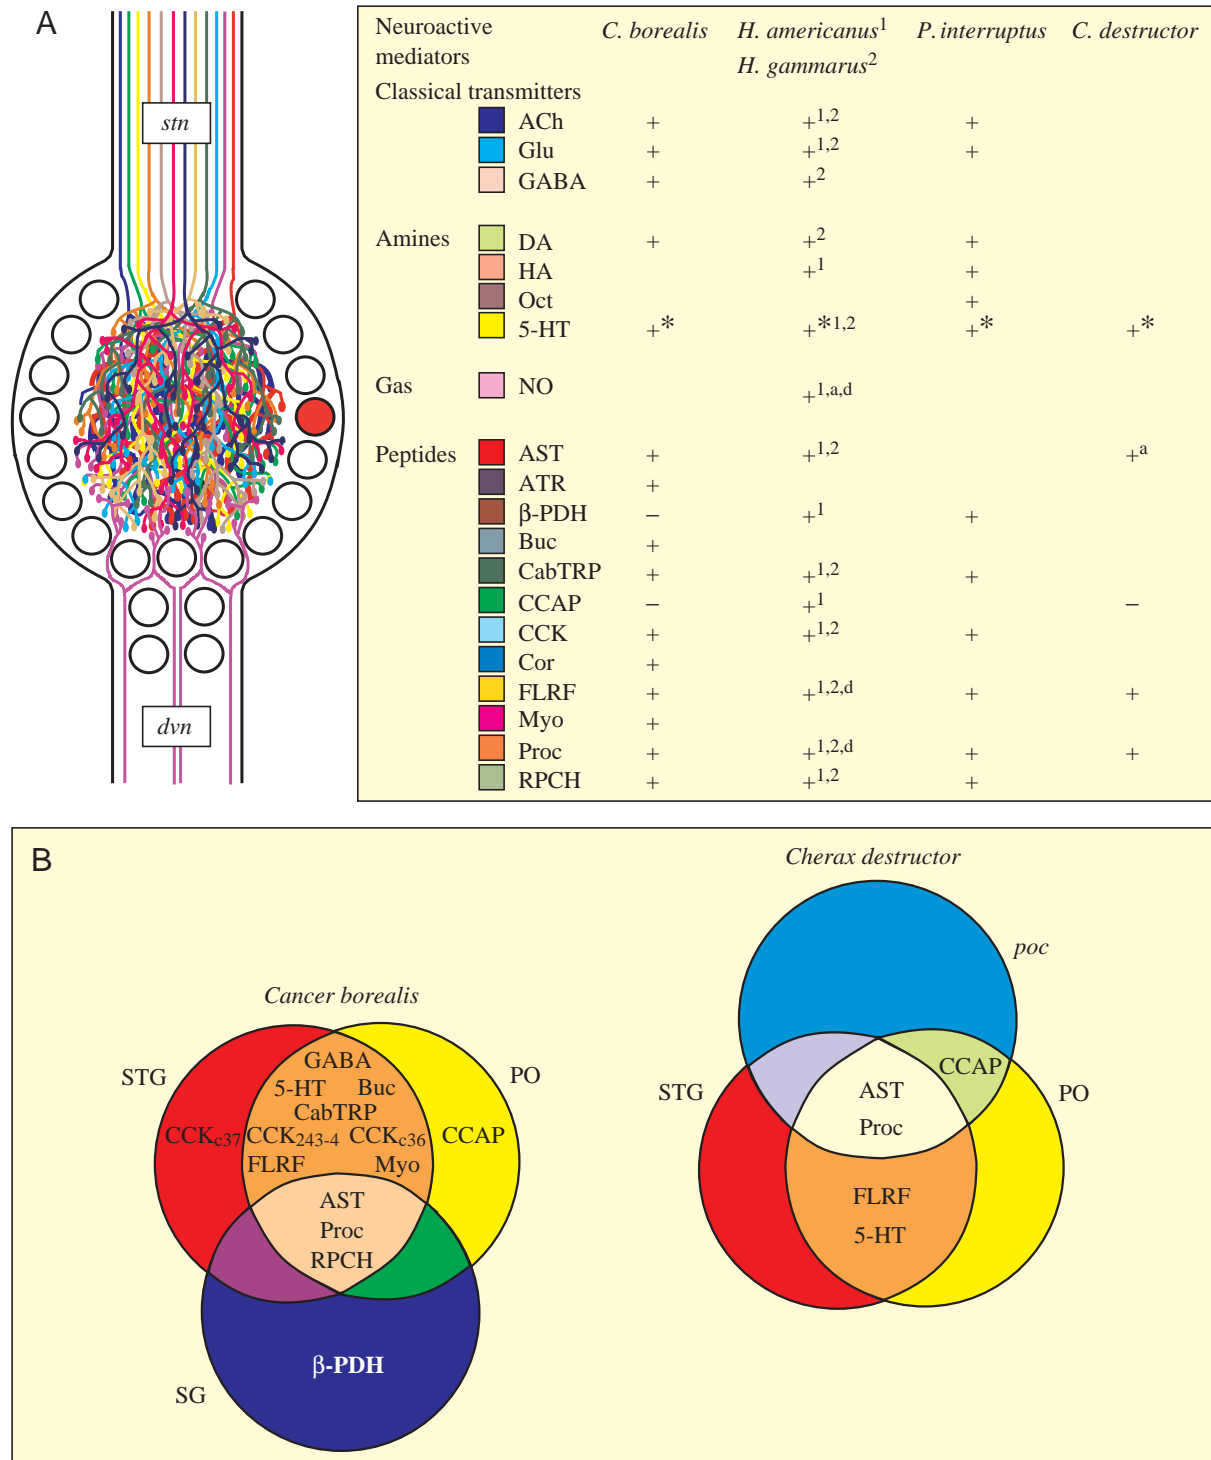 A
stn
dvn
Neuroactive mediators C. borealis H. americanus1 H. gammarus2 P. interruptus C. destructor
Classical transmitters
ACh + +1,2 +
Glu + +1,2 +
GABA + +2
Amines DA + +2 +
HA +1 +
Oct +
5-HT +* +*1,2 +* +*
Gas NO +1,a,d
Peptides AST + +1,2 +a
ATR +
β-PDH – +1 +
Buc +
CabTRP + +1,2 +
CCAP – +1 –
CCK + +1,2 +
Cor +
FLRF + +1,2,d + +
Myo +
Proc + +1,2,d + +
RPCH + +1,2 +
B
Cancer borealis
STG
PO
GABA
5-HT Buc
CabTRP
CCKc37 CCK243-4 CCKc36 CCAP
FLRF Myo
AST
Proc
RPCH
β-PDH
SG
Cherax destructor
poc
STG
PO
CCAP
AST
Proc
FLRF
5-HT